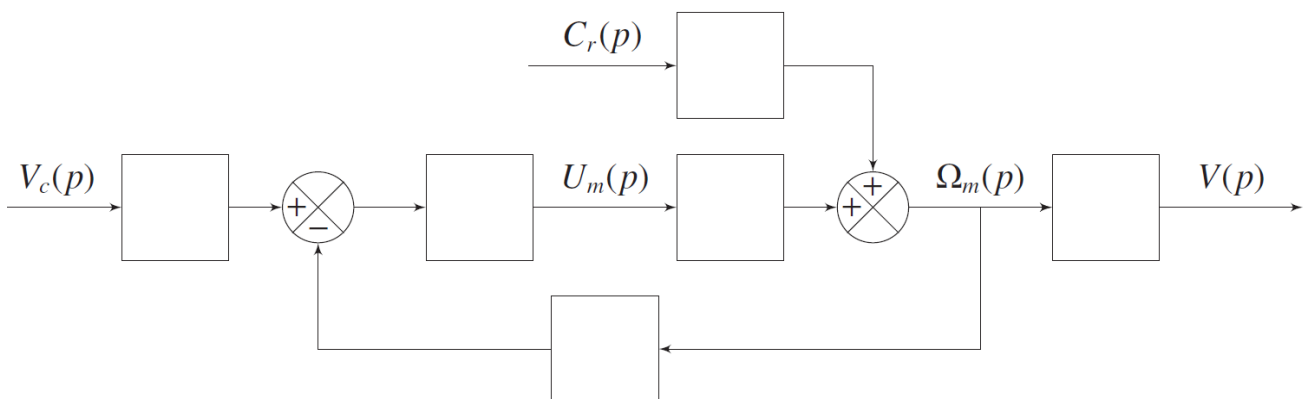 C_r(p)
V_c(p)
U_m(p)
Ω_m(p)
V(p)
+
+
+
−